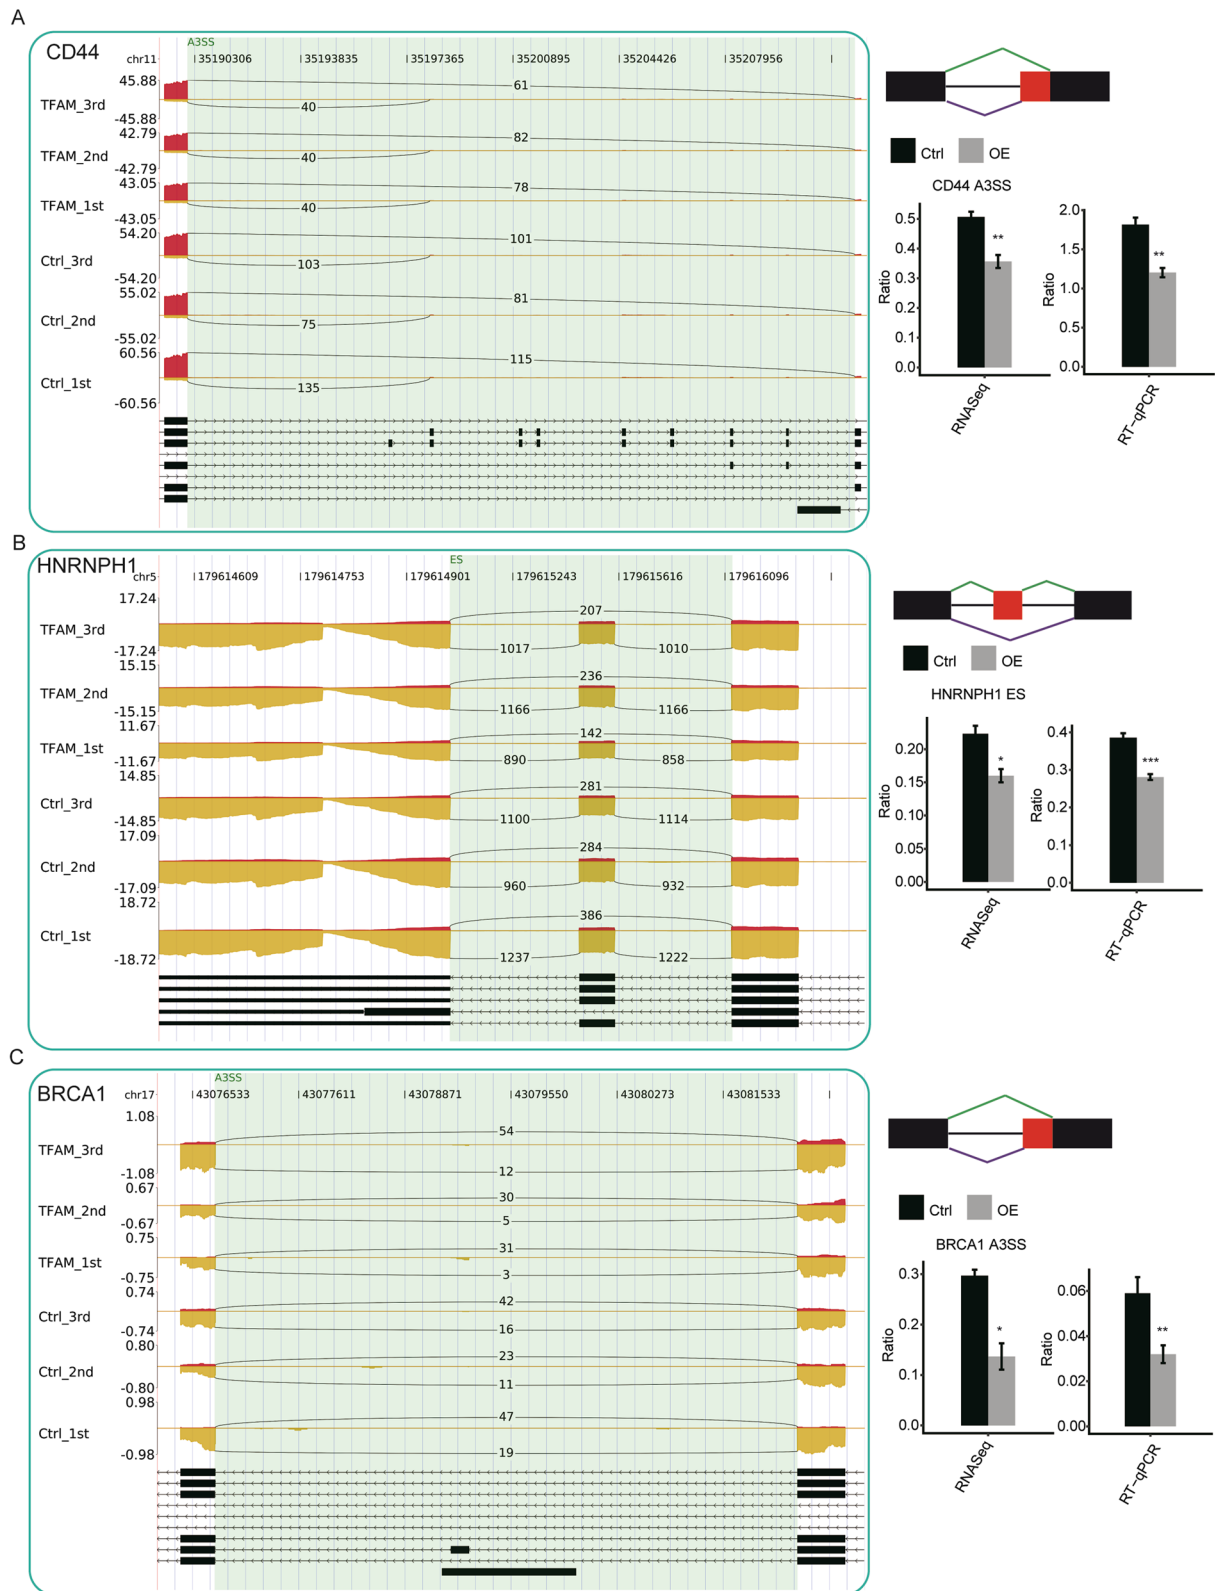 A
CD44
A3SS
chr11 35190306 35193835 35197365 35200895 35204426 35207956
45.88
TFAM_3rd
-45.88
61
40
42.79
TFAM_2nd
-42.79
82
40
43.05
TFAM_1st
-43.05
78
40
54.20
Ctrl_3rd
-54.20
101
103
55.02
Ctrl_2nd
-55.02
81
75
60.56
Ctrl_1st
-60.56
115
135
Ctrl OE
CD44 A3SS
Ratio
0.5
0.4
0.3
0.2
0.1
0.0
**
RNASeq
Ratio
2.0
1.5
1.0
0.5
0.0
**
RT-qPCR
B
HNRNPH1
ES
chr5 179614609 179614753 179614901 179615243 179615616 179616096
17.24
TFAM_3rd
-17.24
207
1017 1010
15.15
TFAM_2nd
-15.15
236
1166 1166
11.67
TFAM_1st
-11.67
142
890 858
14.85
Ctrl_3rd
-14.85
281
1100 1114
17.09
Ctrl_2nd
-17.09
284
960 932
18.72
Ctrl_1st
-18.72
386
1237 1222
Ctrl OE
HNRNPH1 ES
Ratio
0.20
0.15
0.10
0.05
0.00
*
RNASeq
Ratio
0.4
0.3
0.2
0.1
0.0
***
RT-qPCR
C
BRCA1
A3SS
chr17 43076533 43077611 43078871 43079550 43080273 43081533
1.08
TFAM_3rd
-1.08
54
12
0.67
TFAM_2nd
-0.67
30
5
0.75
TFAM_1st
-0.75
31
3
0.74
Ctrl_3rd
-0.74
42
16
0.80
Ctrl_2nd
-0.80
23
11
0.98
Ctrl_1st
-0.98
47
19
Ctrl OE
BRCA1 A3SS
Ratio
0.3
0.2
0.1
0.0
*
RNASeq
Ratio
0.06
0.04
0.02
0.00
**
RT-qPCR